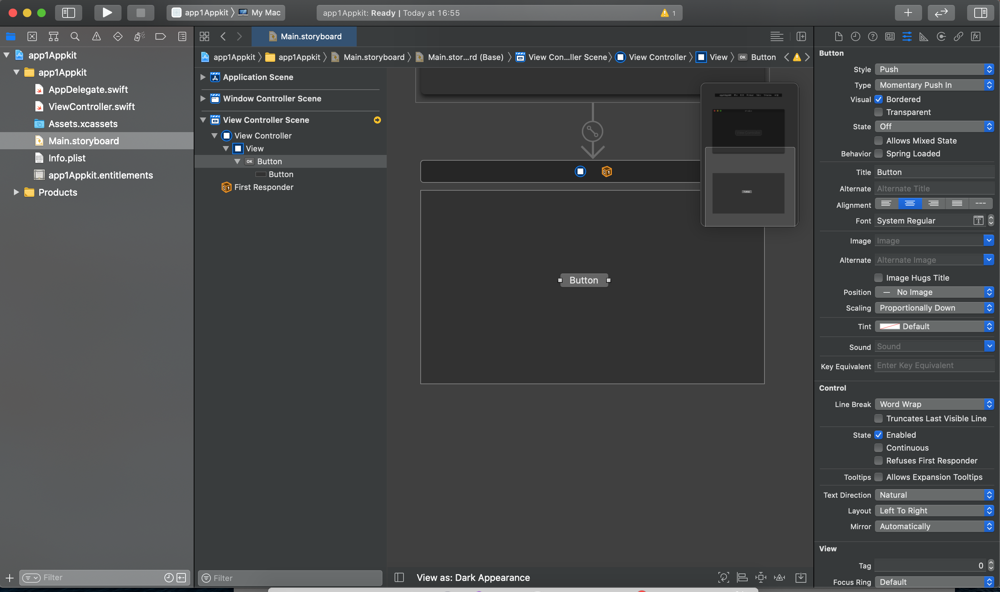 app1Appkit 〉 My Mac
app1Appkit: Ready | Today at 16:55
1
Main.storyboard
app1Appkit 〉 app1Appkit 〉 Main.storyboard 〉 Main.stor...rd (Base) 〉 View Con...ller Scene 〉 View Controller 〉 View 〉 OK Button
app1Appkit
app1Appkit
AppDelegate.swift
ViewController.swift
Assets.xcassets
Main.storyboard
Info.plist
app1Appkit.entitlements
Products
Filter
Application Scene
Window Controller Scene
View Controller Scene
View Controller
View
OK Button
Button
First Responder
Filter
Button
View as: Dark Appearance
Button
Style Push
Type Momentary Push In
Visual Bordered
Transparent
State Off
Allows Mixed State
Behavior Spring Loaded
Title Button
Alternate Alternate Title
Alignment
Font System Regular
Image Image
Alternate Alternate Image
Image Hugs Title
Position — No Image
Scaling Proportionally Down
Tint Default
Sound Sound
Key Equivalent Enter Key Equivalent
Control
Line Break Word Wrap
Truncates Last Visible Line
State Enabled
Continuous
Refuses First Responder
Tooltips Allows Expansion Tooltips
Text Direction Natural
Layout Left To Right
Mirror Automatically
View
Tag 0
Focus Ring Default